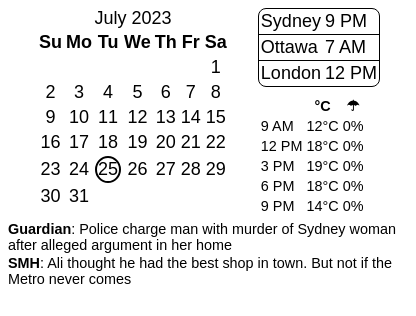 July 2023
Su Mo Tu We Th Fr Sa
1
2 3 4 5 6 7 8
9 10 11 12 13 14 15
16 17 18 19 20 21 22
23 24 25 26 27 28 29
30 31
Sydney 9 PM
Ottawa 7 AM
London 12 PM
°C ☂
9 AM 12°C 0%
12 PM 18°C 0%
3 PM 19°C 0%
6 PM 18°C 0%
9 PM 14°C 0%
Guardian: Police charge man with murder of Sydney woman
after alleged argument in her home
SMH: Ali thought he had the best shop in town. But not if the
Metro never comes